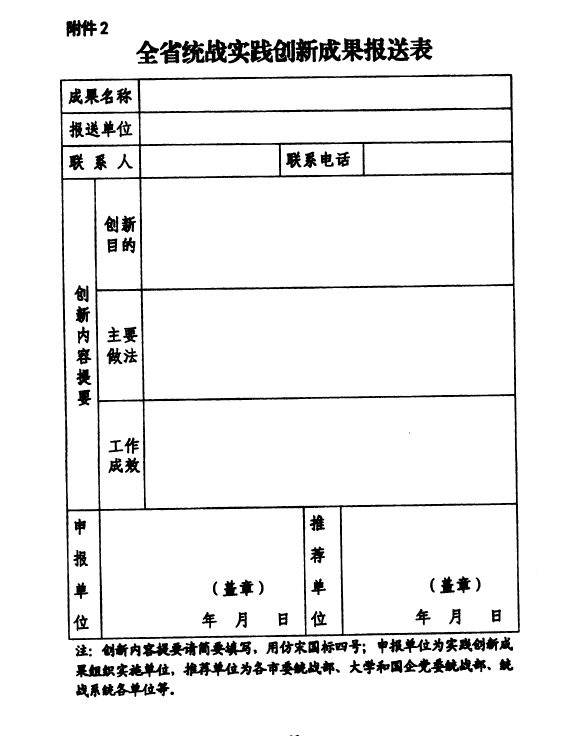 附件2
全省统战实践创新成果报送表
成果名称
报送单位
联系人
联系电话
创新内容提要
创新
目的
主要
做法
工作
成效
申报单位
（盖章）
年 月 日
推荐单位
（盖章）
年 月 日
注：创新内容提要请简要填写，用仿宋国标四号；申报单位为实践创新成
果组织实施单位，推荐单位为各市委统战部、大学和国企党委统战部、统
战系统各单位等。